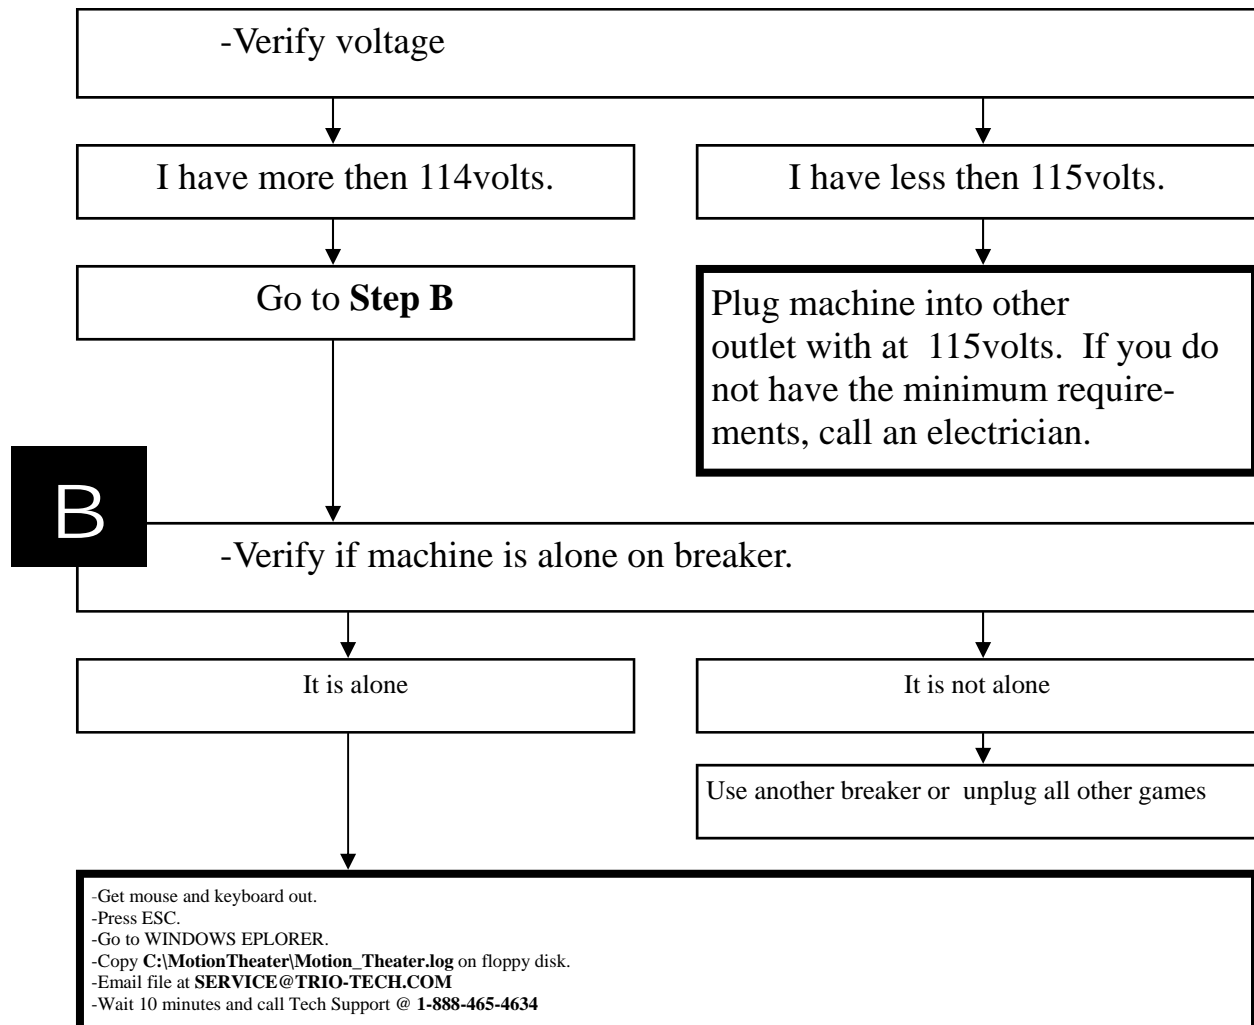 -Verify voltage
I have more then 114volts.
I have less then 115volts.
Go to Step B
Plug machine into other
outlet with at  115volts.  If you do
not have the minimum require-
ments, call an electrician.
B
-Verify if machine is alone on breaker.
It is alone
It is not alone
Use another breaker or  unplug all other games
-Get mouse and keyboard out.
-Press ESC.
-Go to WINDOWS EPLORER.
-Copy C:\MotionTheater\Motion_Theater.log on floppy disk.
-Email file at SERVICE@TRIO-TECH.COM
-Wait 10 minutes and call Tech Support @ 1-888-465-4634